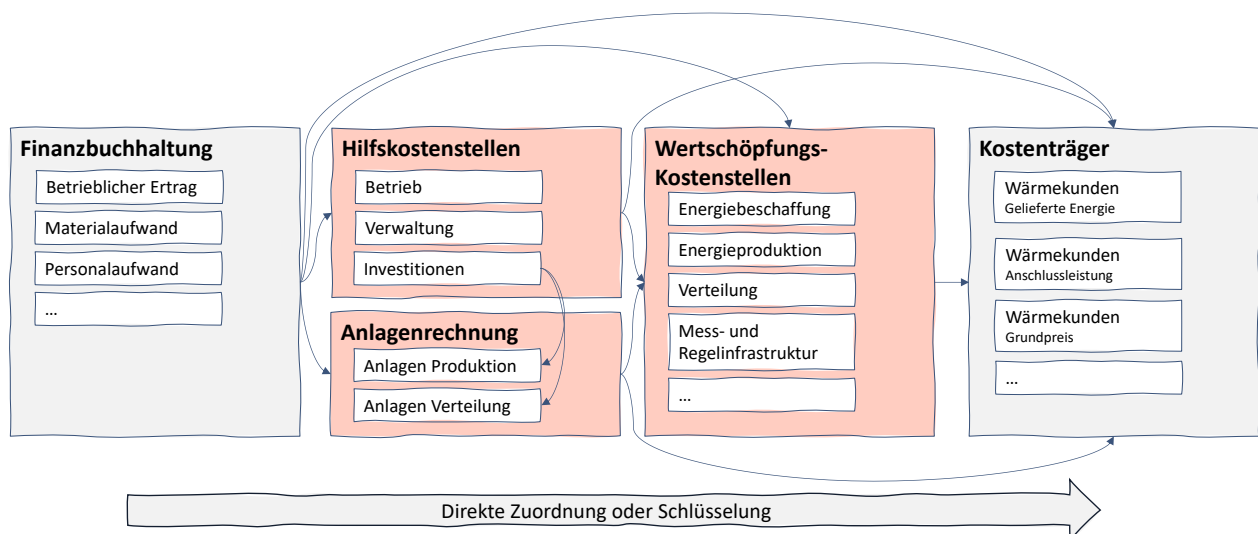 Finanzbuchhaltung
Betrieblicher Ertrag
Materialaufwand
Personalaufwand
...
Hilfskostenstellen
Betrieb
Verwaltung
Investitionen
Anlagenrechnung
Anlagen Produktion
Anlagen Verteilung
Wertschöpfungs-
Kostenstellen
Energiebeschaffung
Energieproduktion
Verteilung
Mess- und
Regelinfrastruktur
...
Kostenträger
Wärmekunden
Gelieferte Energie
Wärmekunden
Anschlussleistung
Wärmekunden
Grundpreis
...
Direkte Zuordnung oder Schlüsselung